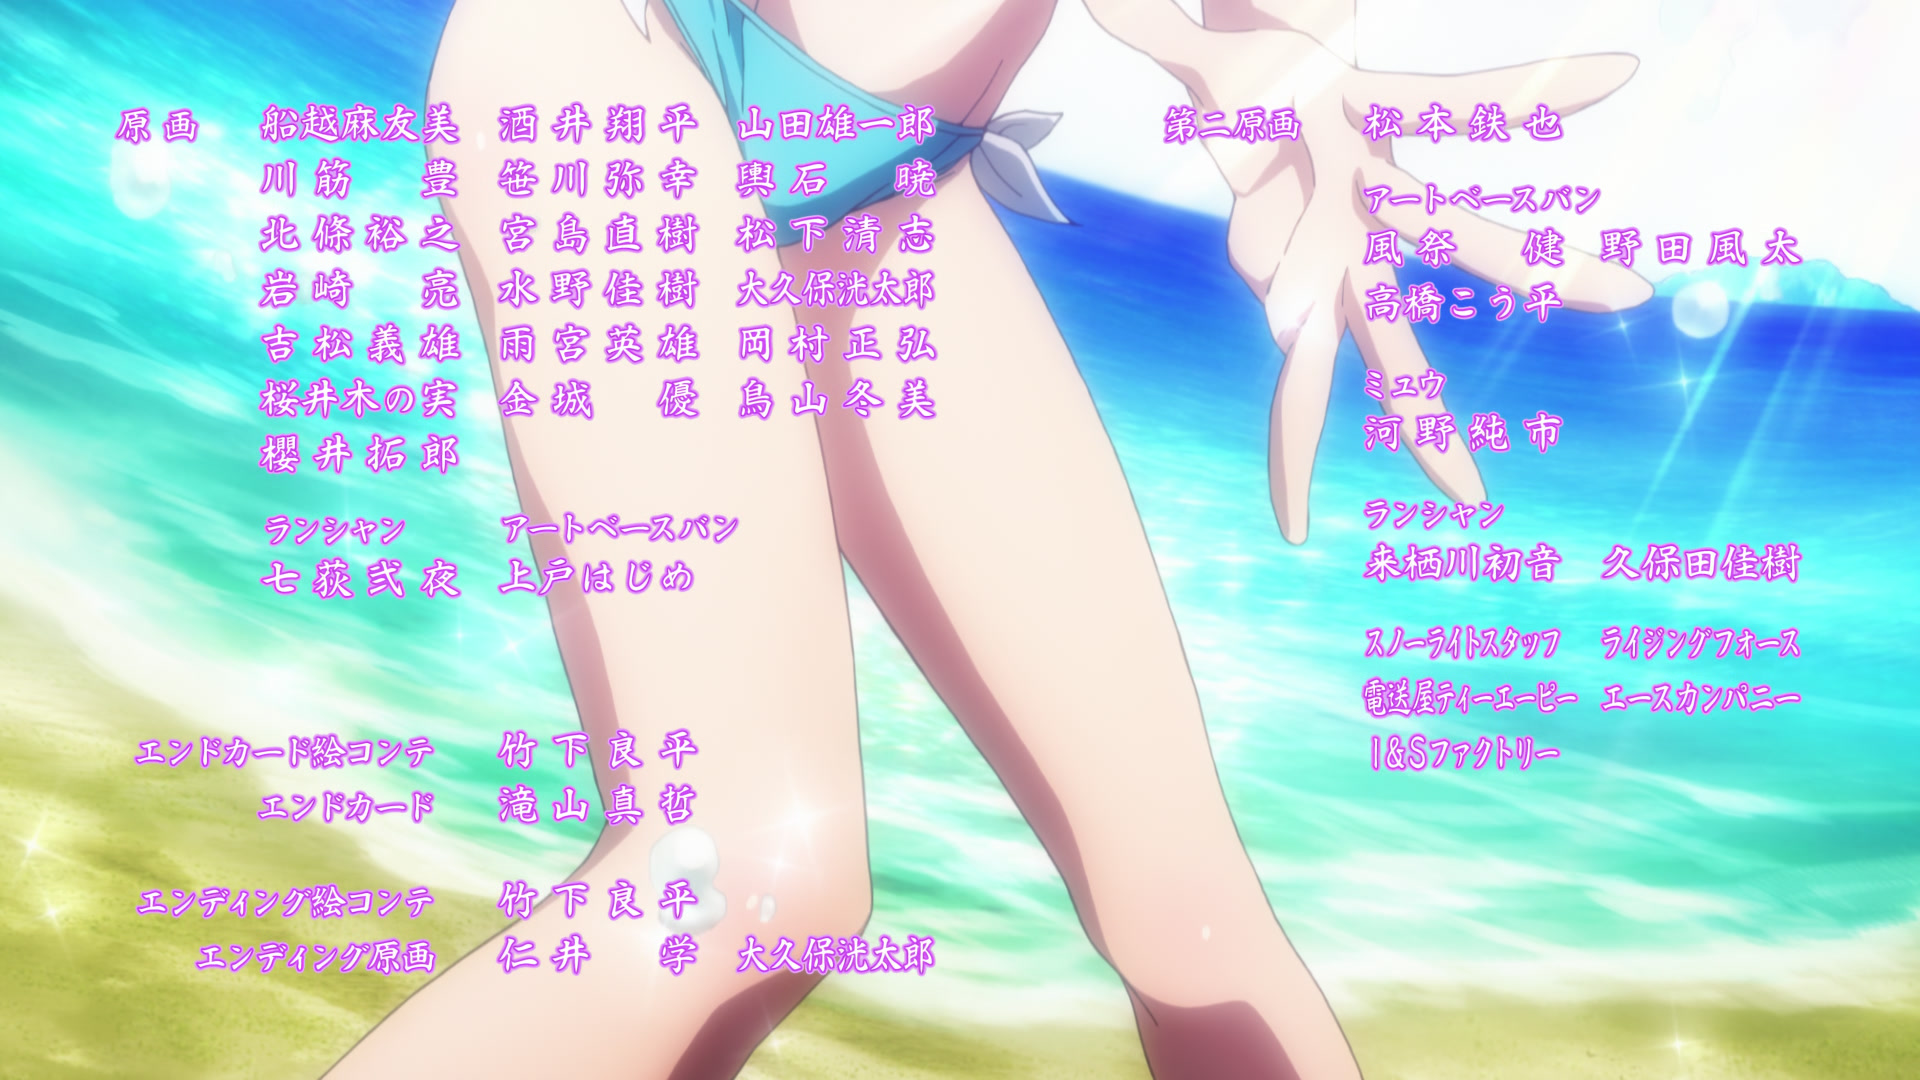 原画 船越麻友美 酒井翔平 山田雄一郎
川筋 豊 笹川弥幸 輿石 暁
北條裕之 宮島直樹 松下清志
岩崎 亮 水野佳樹 大久保洸太郎
吉松義雄 雨宮英雄 岡村正弘
桜井木の実 金城 優 鳥山冬美
櫻井拓郎
ランシャン アートベースバン
七荻弐夜 上戸はじめ
エンドカード絵コンテ 竹下良平
エンドカード 滝山真哲
エンディング絵コンテ 竹下良平
エンディング原画 仁井 学 大久保洸太郎
第二原画 松本鉄也
アートベースバン
風祭 健 野田風太
高橋こう平
ミュウ
河野純市
ランシャン
来栖川初音 久保田佳樹
スノーライトスタッフ ライジングフォース
電送屋ティーエーピー エースカンパニー
I&Sファクトリー